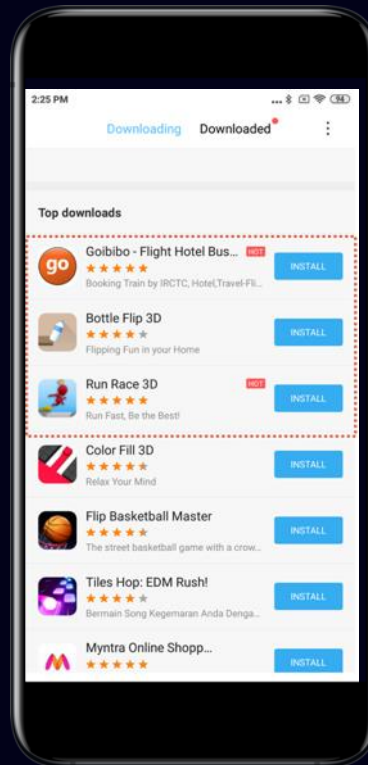 2:25 PM
94
Downloading Downloaded
Top downloads
go
Goibibo - Flight Hotel Bus... HOT
INSTALL
Booking Train by IRCTC, Hotel,Travel-Fli...
Bottle Flip 3D
INSTALL
Flipping Fun in your Home
Run Race 3D HOT
INSTALL
Run Fast, Be the Best!
Color Fill 3D
INSTALL
Relax Your Mind
Flip Basketball Master
INSTALL
The street basketball game with a crow...
Tiles Hop: EDM Rush!
INSTALL
Bermain Song Kegemaran Anda Denga...
Myntra Online Shopp...
INSTALL